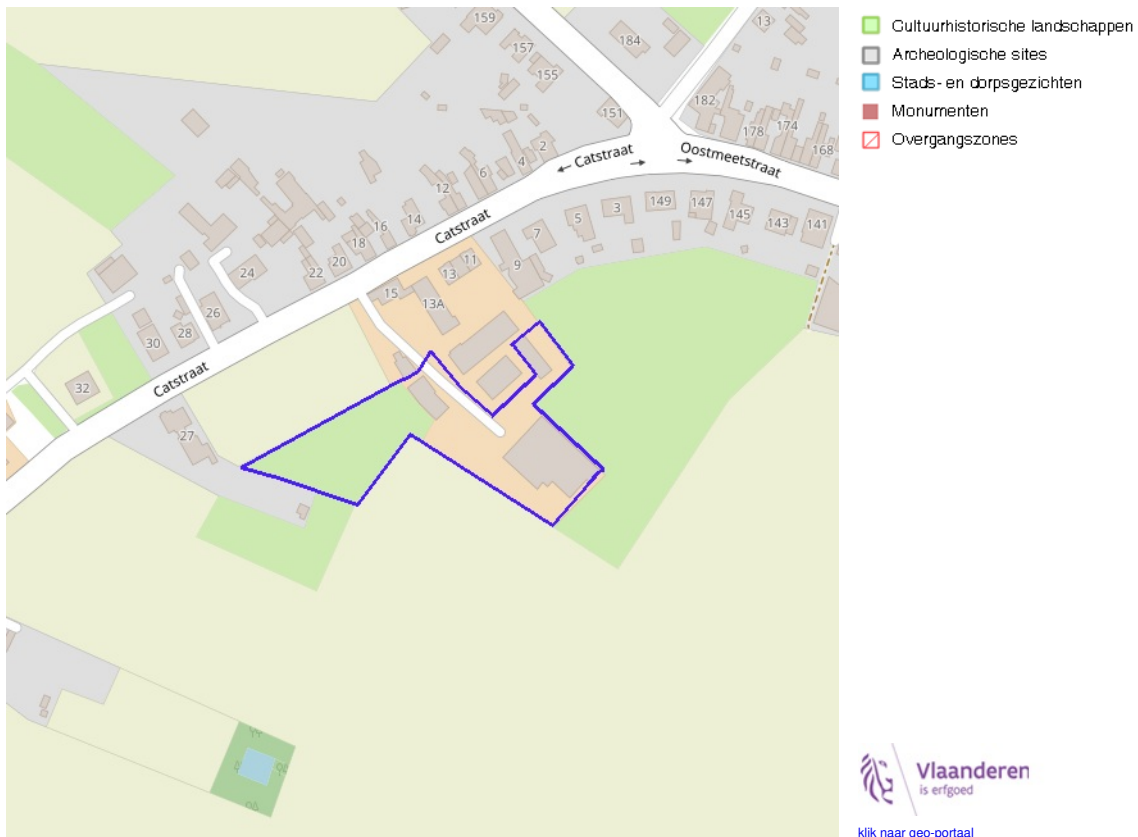 159
157
155
184
13
151
182
178
174
168
2
4
6
← Catstraat →
→ Oostmeetstraat
12
14
16
18
20
22
Catstraat
24
26
28
30
32
Catstraat
27
11
13
15
13A
9
7
5
3
149
147
145
143
141
Cultuurhistorische landschappen
Archeologische sites
Stads- en dorpsgezichten
Monumenten
Overgangszones
Vlaanderen
is erfgoed
klik naar geo-portaal